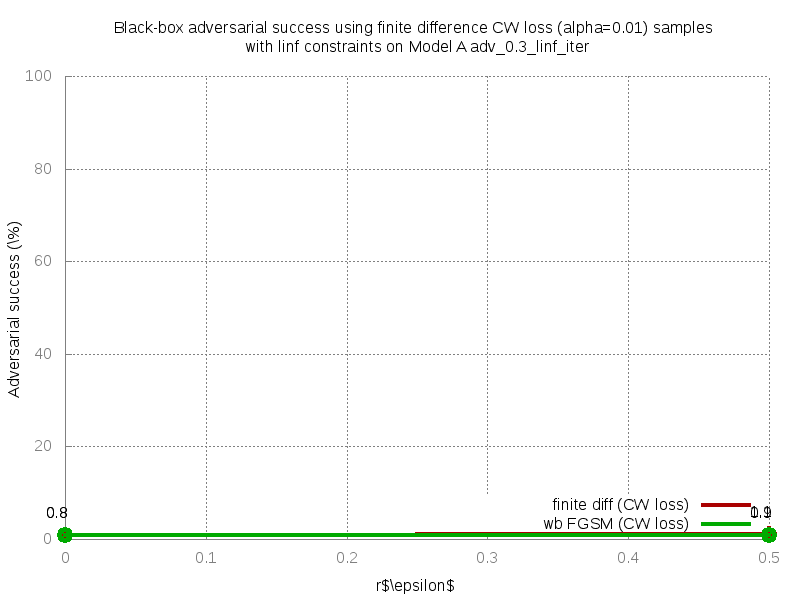 Black-box adversarial success using finite difference CW loss (alpha=0.01) samples
with linf constraints on Model A adv_0.3_linf_iter
100
80
60
40
20
0
Adversarial success (\%)
0.8
finite diff (CW loss)
wb FGSM (CW loss)
0 0.1 0.2 0.3 0.4 0.5
r$\epsilon$